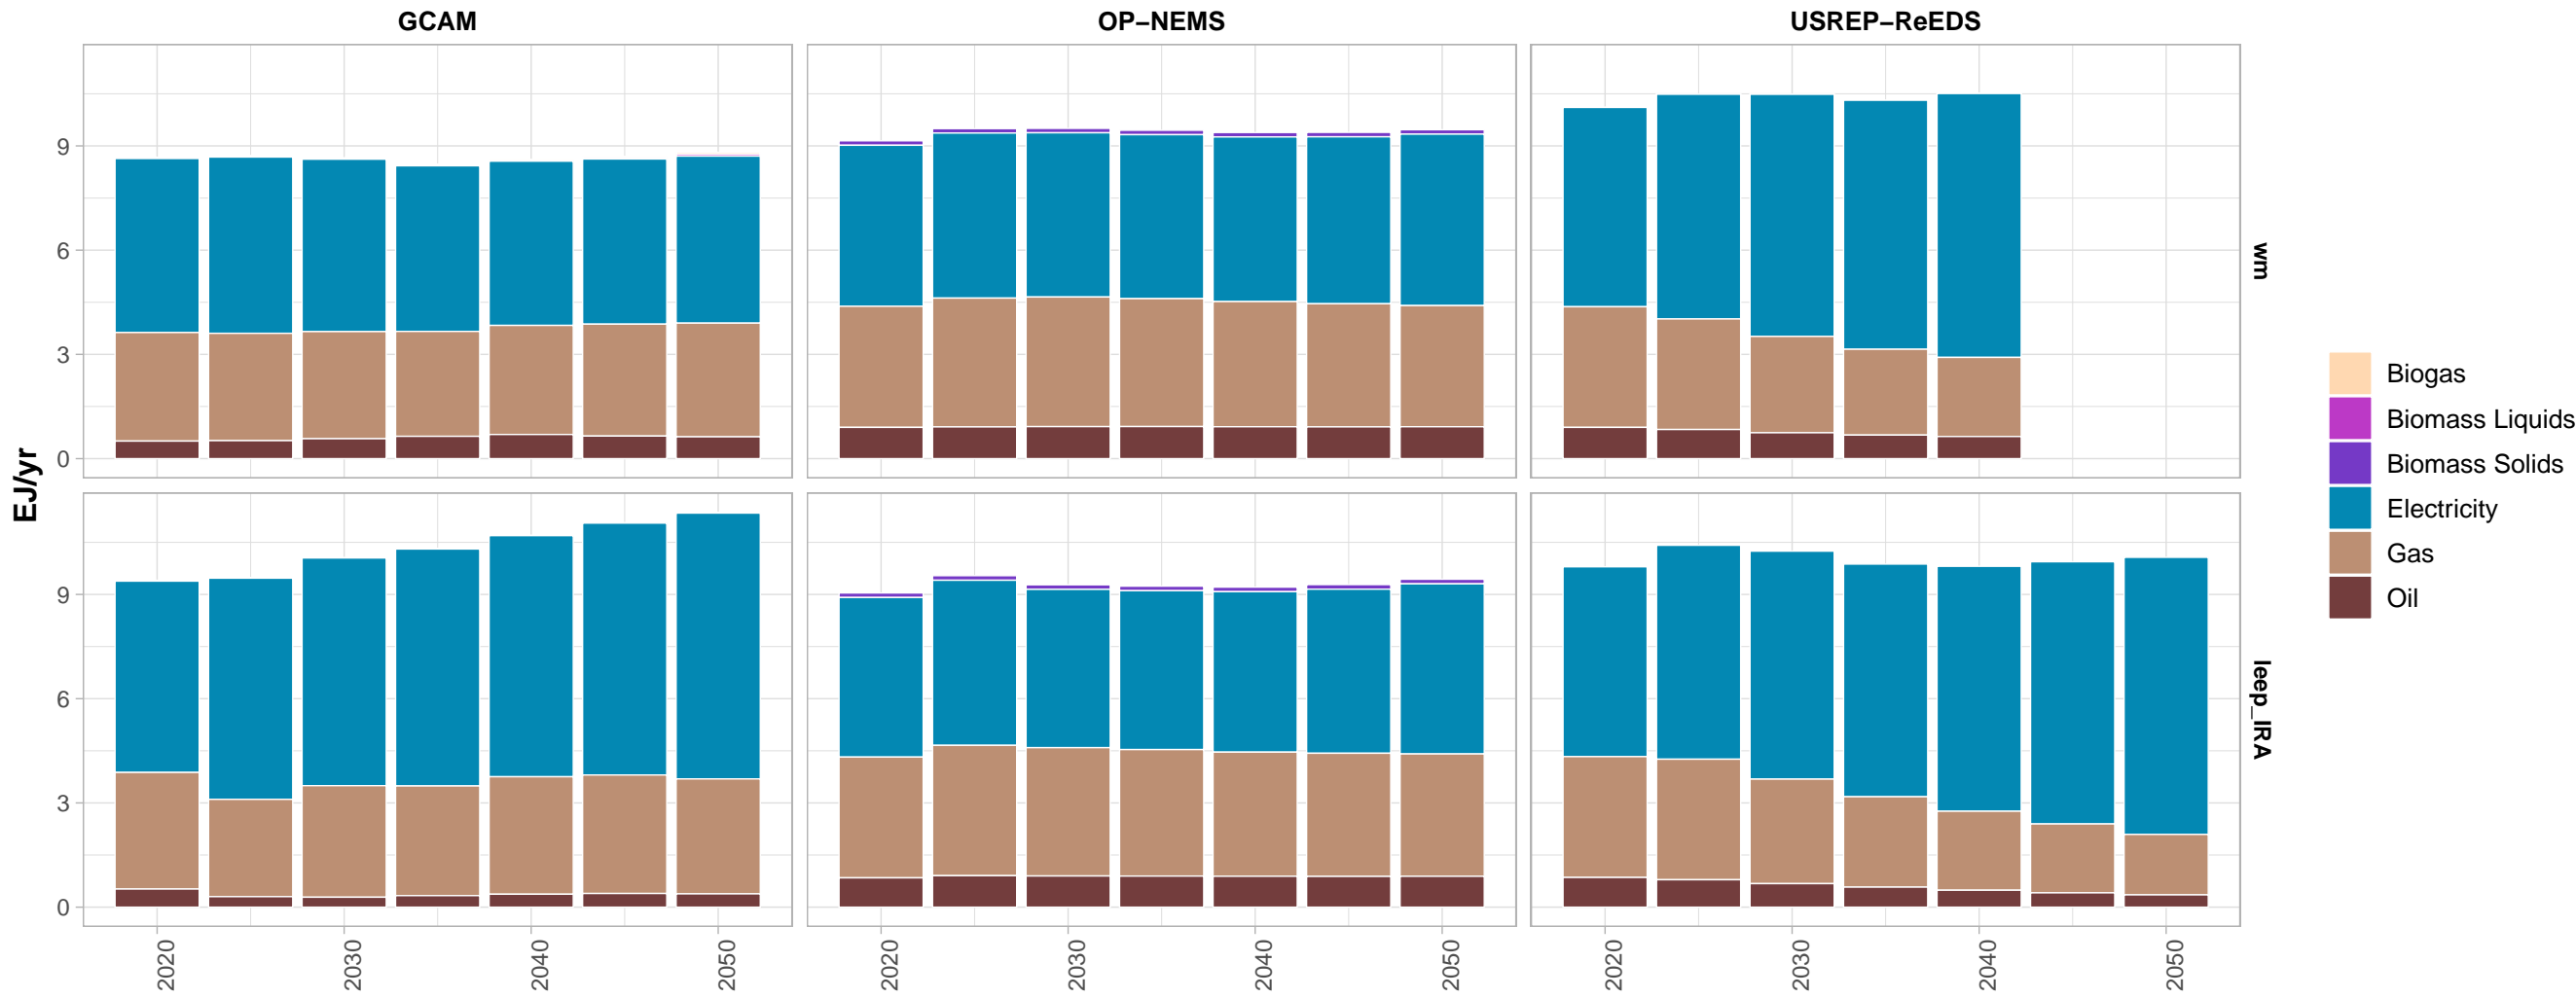 GCAM
OP−NEMS
USREP−ReEDS
EJ/yr
9
6
3
0
wm
9
6
3
0
leep_IRA
2020
2030
2040
2050
2020
2030
2040
2050
2020
2030
2040
2050
Biogas
Biomass Liquids
Biomass Solids
Electricity
Gas
Oil